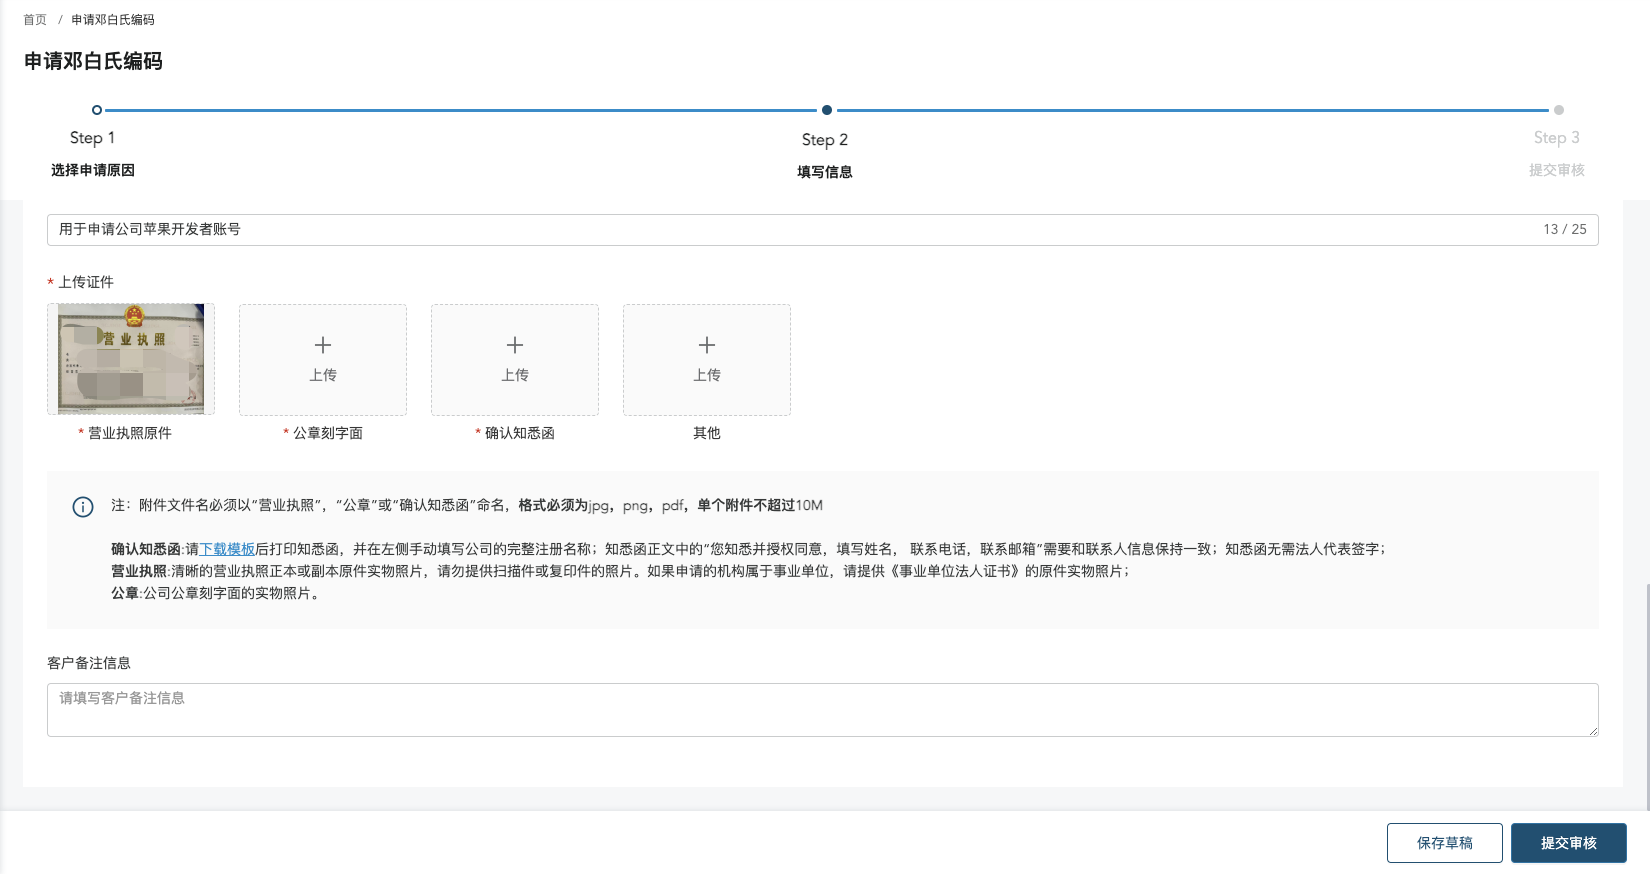 首页 / 申请邓白氏编码
申请邓白氏编码
Step 1
Step 2
Step 3
选择申请原因
填写信息
提交审核
用于申请公司苹果开发者账号 13 / 25
* 上传证件
营业执照
上传
上传
上传
* 营业执照原件
* 公章刻字面
* 确认知悉函
其他
注：附件文件名必须以“营业执照”，“公章”或“确认知悉函”命名，格式必须为jpg，png，pdf，单个附件不超过10M
确认知悉函:请下载模板后打印知悉函，并在左侧手动填写公司的完整注册名称；知悉函正文中的“您知悉并授权同意，填写姓名， 联系电话，联系邮箱”需要和联系人信息保持一致；知悉函无需法人代表签字；
营业执照:清晰的营业执照正本或副本原件实物照片，请勿提供扫描件或复印件的照片。如果申请的机构属于事业单位，请提供《事业单位法人证书》的原件实物照片；
公章:公司公章刻字面的实物照片。
客户备注信息
请填写客户备注信息
保存草稿
提交审核